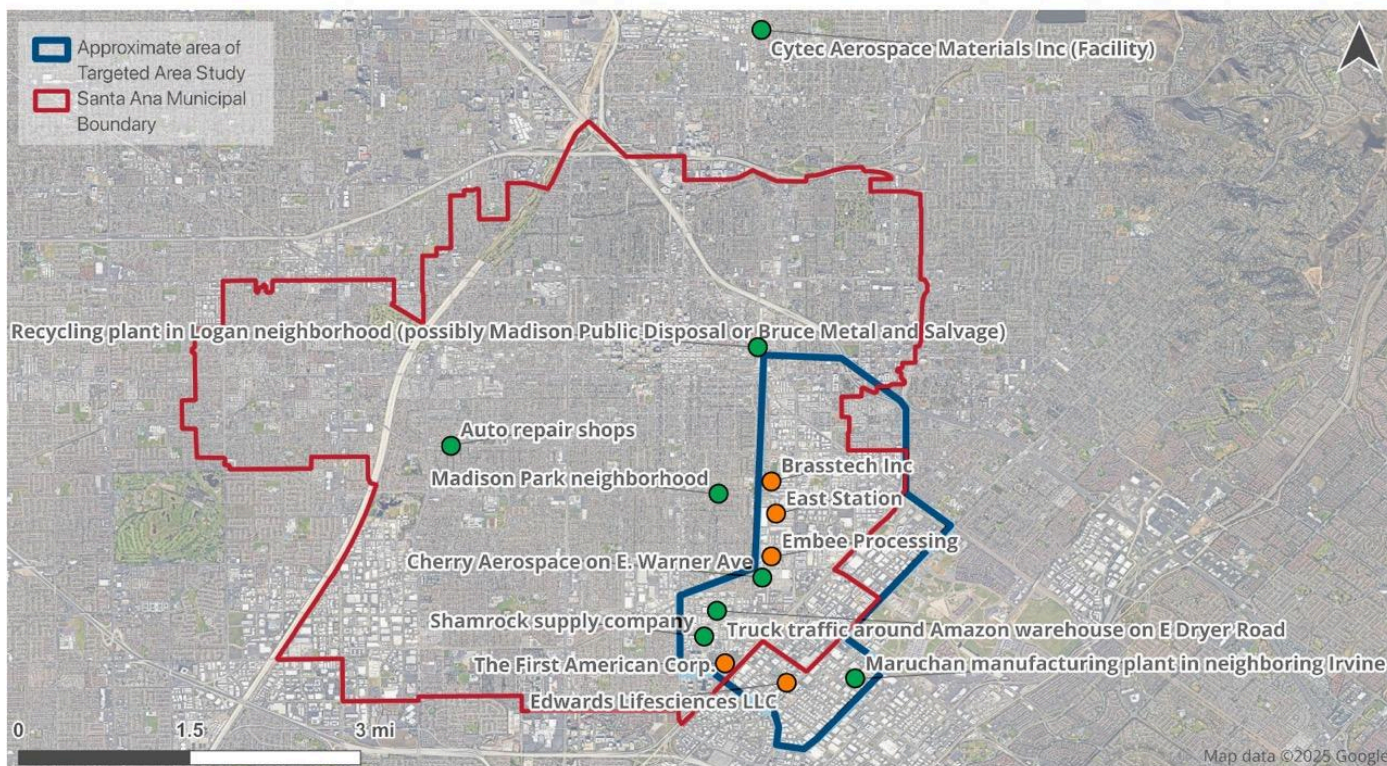 Approximate area of
Targeted Area Study
Santa Ana Municipal
Boundary
Cytec Aerospace Materials Inc (Facility)
Recycling plant in Logan neighborhood (possibly Madison Public Disposal or Bruce Metal and Salvage)
Auto repair shops
Madison Park neighborhood
Brasstech Inc
East Station
Embee Processing
Cherry Aerospace on E. Warner Ave
Shamrock supply company
Truck traffic around Amazon warehouse on E Dryer Road
The First American Corp.
Maruchan manufacturing plant in neighboring Irvine
Edwards Lifesciences LLC
0 1.5 3 mi
Map data ©2025 Google